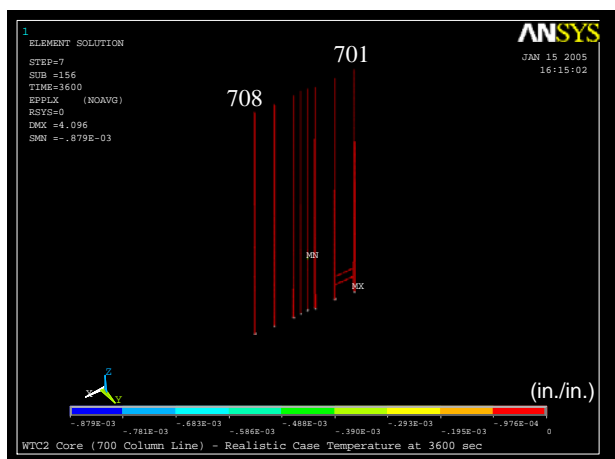 1
ELEMENT SOLUTION
STEP=7
SUB =156
TIME=3600
EPPLX (NOAVG)
RSYS=0
DMX =4.096
SMN =-.879E-03
ANSYS
JAN 15 2005
16:15:02
701
708
MN
MX
Z
X
Y
(in./in.)
-.879E-03 -.683E-03 -.488E-03 -.293E-03 -.976E-04
-.781E-03 -.586E-03 -.390E-03 -.195E-03 0
WTC2 Core (700 Column Line) - Realistic Case Temperature at 3600 sec